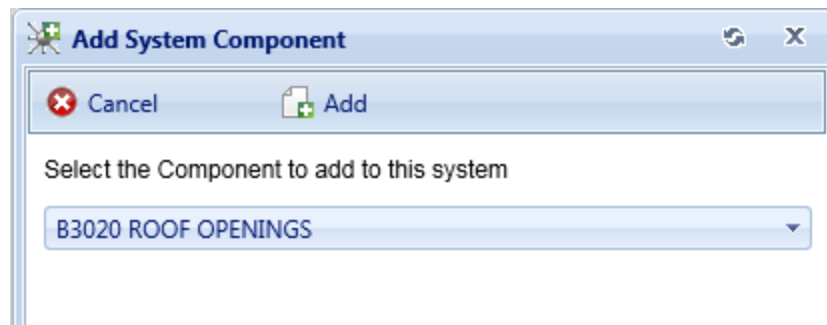 Add System Component
Cancel Add
Select the Component to add to this system
B3020 ROOF OPENINGS